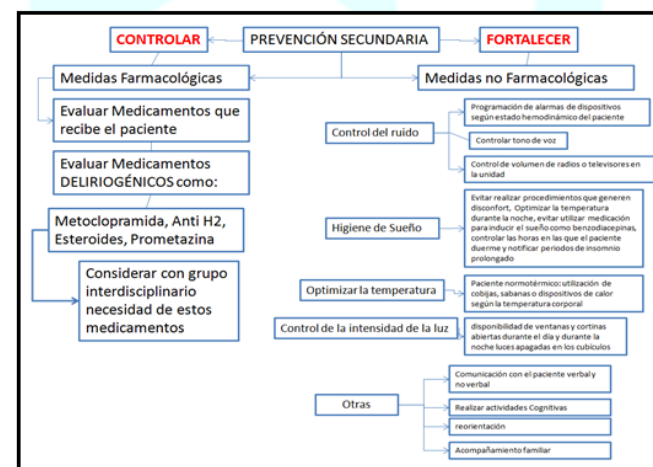 CONTROLAR
PREVENCIÓN SECUNDARIA
FORTALECER
Medidas Farmacológicas
Medidas no Farmacológicas
Evaluar Medicamentos que
recibe el paciente
Evaluar Medicamentos
DELIRIOGÉNICOS como:
Metoclopramida, Anti H2,
Esteroides, Prometazina
Considerar con grupo
interdisciplinario
necesidad de estos
medicamentos
Control del ruido
Programación de alarmas de dispositivos
según estado hemodinámico del paciente
Controlar tono de voz
Control de volumen de radios o televisores en
la unidad
Higiene de Sueño
Evitar realizar procedimientos que generen
disconfort, Optimizar la temperatura
durante la noche, evitar utilizar medicación
para inducir el sueño como benzodiacepinas,
controlar las horas en las que el paciente
duerme y notificar periodos de insomnio
prolongado
Optimizar la temperatura
Paciente normotérmico: utilización de
cobijas, sabanas o dispositivos de calor
según la temperatura corporal
Control de la intensidad de la luz
disponibilidad de ventanas y cortinas
abiertas durante el día y durante la
noche luces apagadas en los cubículos
Otras
Comunicación con el paciente verbal y
no verbal
Realizar actividades Cognitivas
reorientación
Acompañamiento familiar